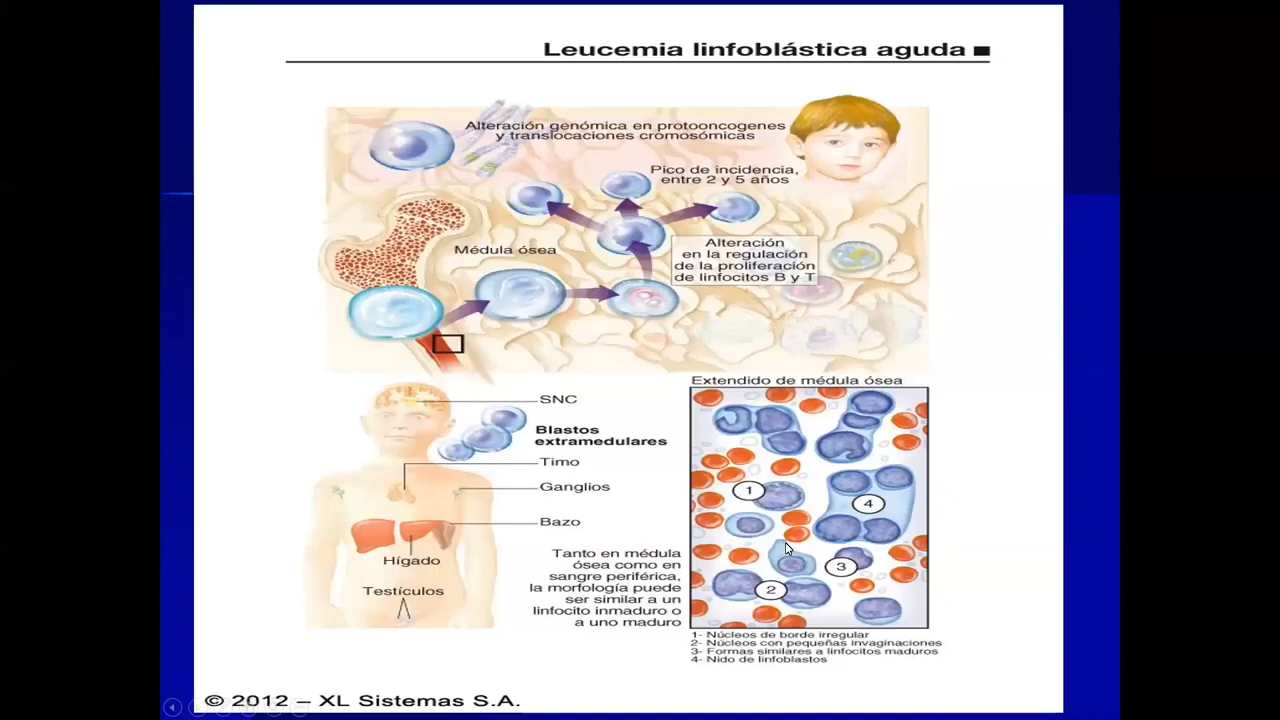 Leucemia linfoblástica aguda
Alteración genómica en protooncogenes
y translocaciones cromosómicas
Pico de incidencia,
entre 2 y 5 años
Médula ósea
Alteración
en la regulación
de la proliferación
de linfocitos B y T
SNC
Blastos
extramedulares
Timo
Ganglios
Bazo
Hígado
Testículos
Tanto en médula
ósea como en
sangre periférica,
la morfología puede
ser similar a un
linfocito inmaduro o
a uno maduro
Extendido de médula ósea
1
4
3
2
1- Núcleos de borde irregular
2- Núcleos con pequeñas invaginaciones
3- Formas similares a linfocitos maduros
4- Nido de linfoblastos
© 2012 – XL Sistemas S.A.